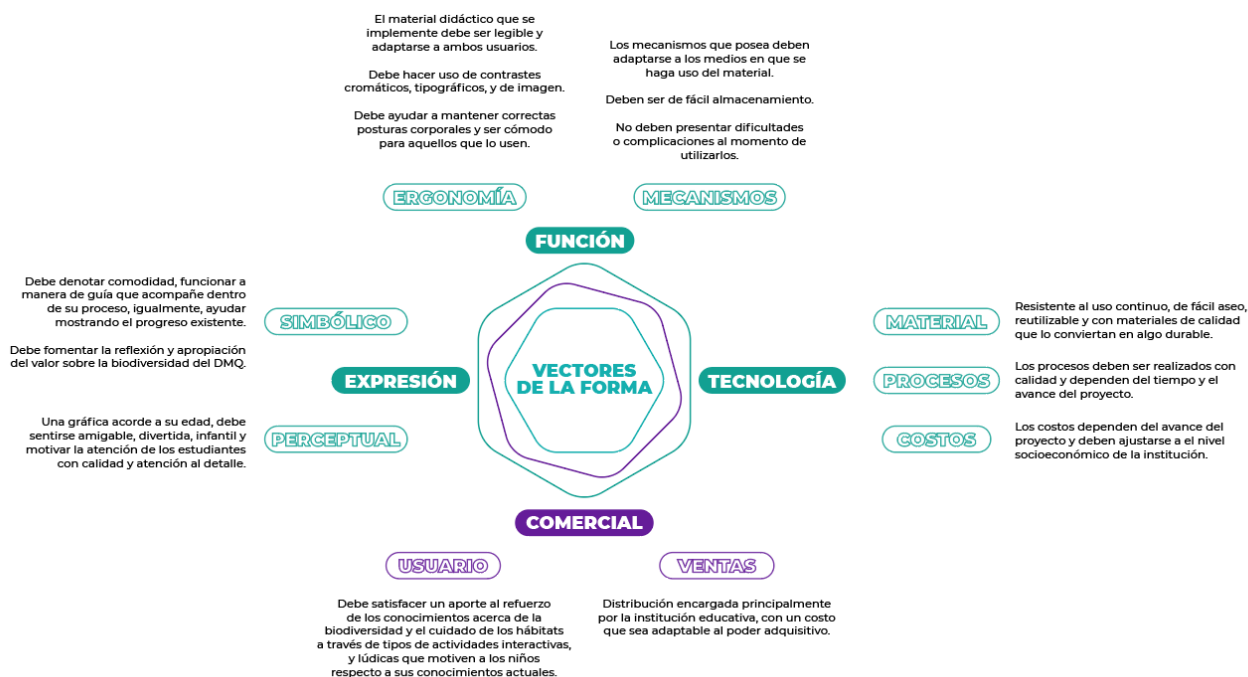 El material didáctico que se
implemente debe ser legible y
adaptarse a ambos usuarios.
Debe hacer uso de contrastes
cromáticos, tipográficos, y de imagen.
Debe ayudar a mantener correctas
posturas corporales y ser cómodo
para aquellos que lo usen.
ERGONOMÍA
Los mecanismos que posea deben
adaptarse a los medios en que se
haga uso del material.
Deben ser de fácil almacenamiento.
No deben presentar dificultades
o complicaciones al momento de
utilizarlos.
MECANISMOS
FUNCIÓN
Debe denotar comodidad, funcionar a
manera de guía que acompañe dentro
de su proceso, igualmente, ayudar
mostrando el progreso existente.
Debe fomentar la reflexión y apropiación
del valor sobre la biodiversidad del DMQ.
SIMBÓLICO
EXPRESIÓN
Una gráfica acorde a su edad, debe
sentirse amigable, divertida, infantil y
motivar la atención de los estudiantes
con calidad y atención al detalle.
PERCEPTUAL
VECTORES
DE LA FORMA
TECNOLOGÍA
MATERIAL
Resistente al uso continuo, de fácil aseo,
reutilizable y con materiales de calidad
que lo conviertan en algo durable.
PROCESOS
Los procesos deben ser realizados con
calidad y dependen del tiempo y el
avance del proyecto.
COSTOS
Los costos dependen del avance del
proyecto y deben ajustarse a el nivel
socioeconómico de la institución.
COMERCIAL
USUARIO
Debe satisfacer un aporte al refuerzo
de los conocimientos acerca de la
biodiversidad y el cuidado de los hábitats
a través de tipos de actividades interactivas,
y lúdicas que motiven a los niños
respecto a sus conocimientos actuales.
VENTAS
Distribución encargada principalmente
por la institución educativa, con un costo
que sea adaptable al poder adquisitivo.